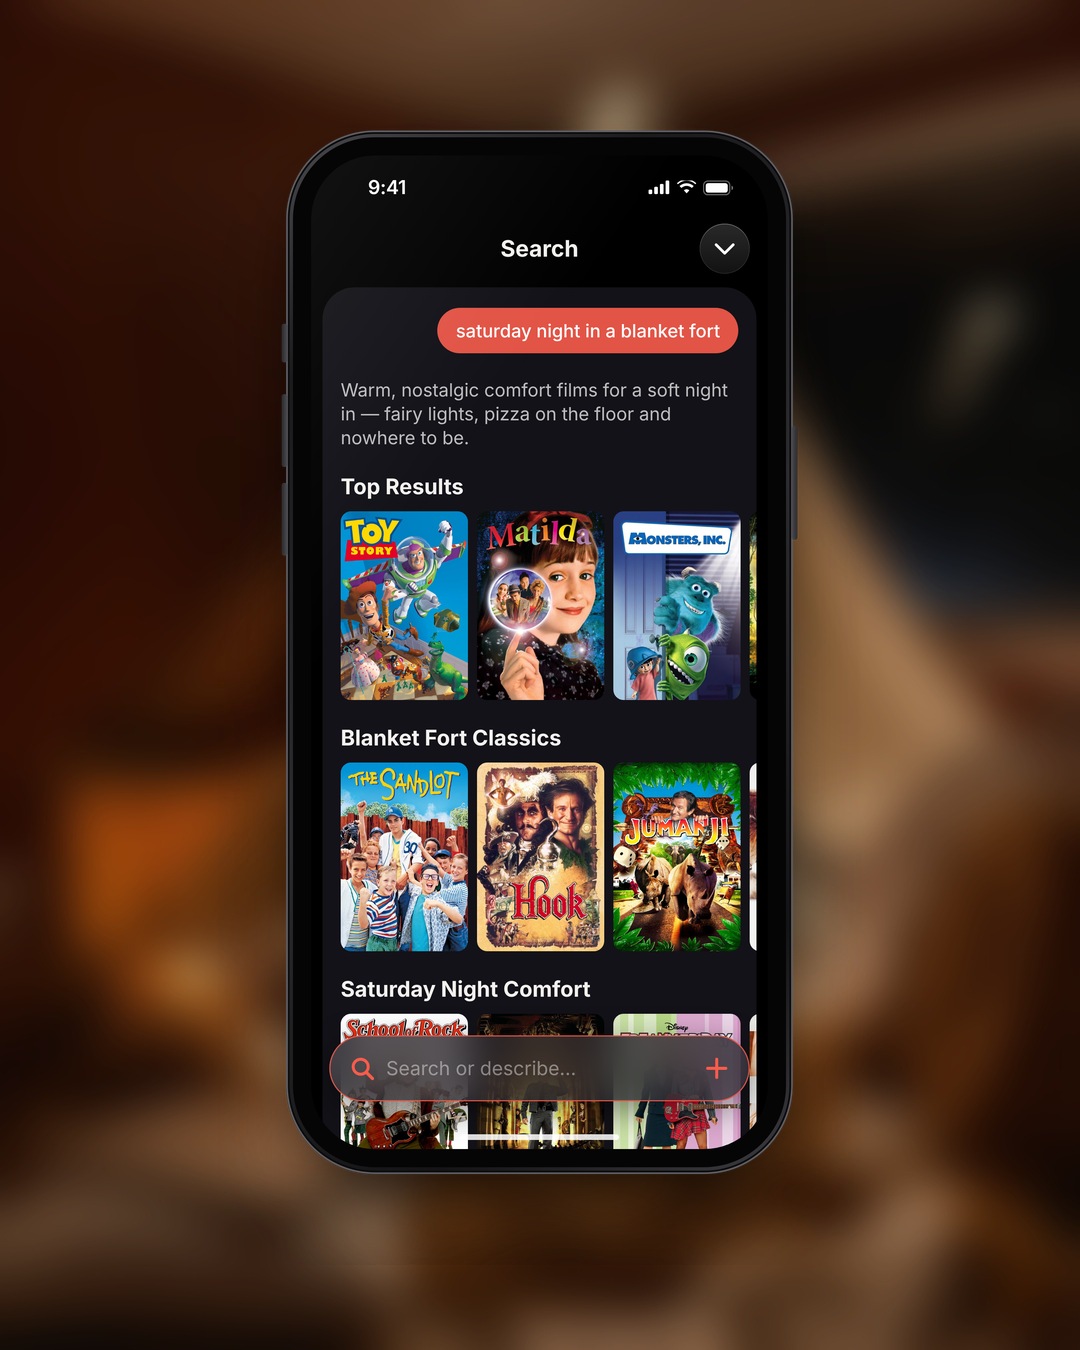 9:41
Search
saturday night in a blanket fort
Warm, nostalgic comfort films for a soft night
in — fairy lights, pizza on the floor and
nowhere to be.
Top Results
TOY
STORY
Matilda
MONSTERS, INC.
Blanket Fort Classics
THE SANDLOT
30
Hook
JUMANJI
Saturday Night Comfort
School of Rock
Disney
Search or describe...